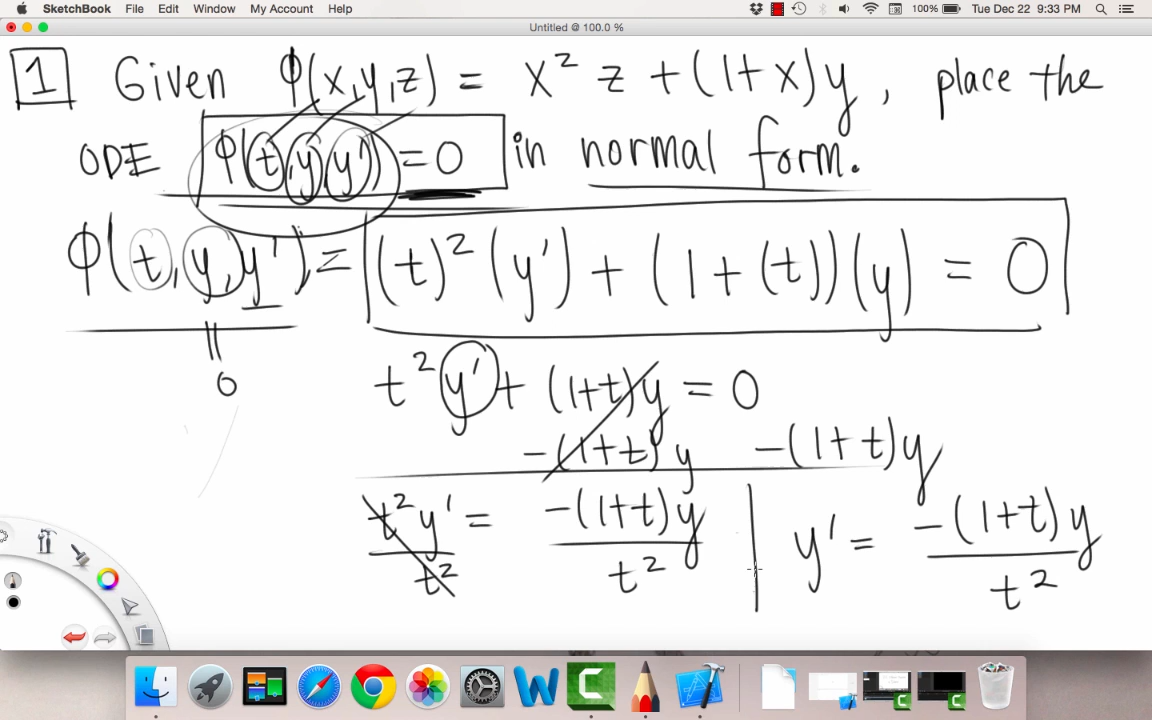 SketchBook File Edit Window My Account Help 100% Tue Dec 22 9:33 PM
Untitled @ 100.0 %
1 Given Φ(x,y,z) = x² z + (1+x)y, place the
ODE Φ(t,y,y') = 0 in normal form.
Φ(t,y,y') = (t)² (y') + (1+(t))(y) = 0
0
t² y' + (1+t)y = 0
-(1+t)y -(1+t)y
t²y'/t² = -(1+t)y/t² | y' = -(1+t)y/t²